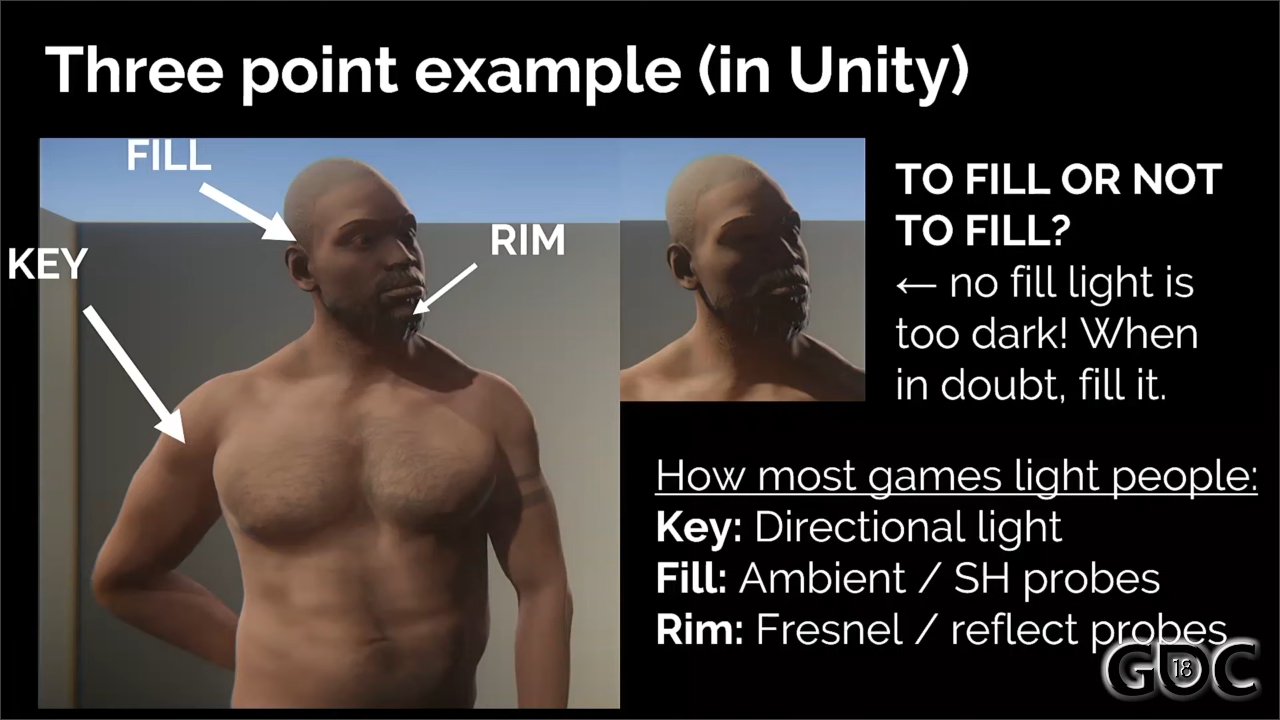 Three point example (in Unity)
FILL
KEY
RIM
TO FILL OR NOT
TO FILL?
← no fill light is
too dark! When
in doubt, fill it.
How most games light people:
Key: Directional light
Fill: Ambient / SH probes
Rim: Fresnel / reflect probes
GDC
18